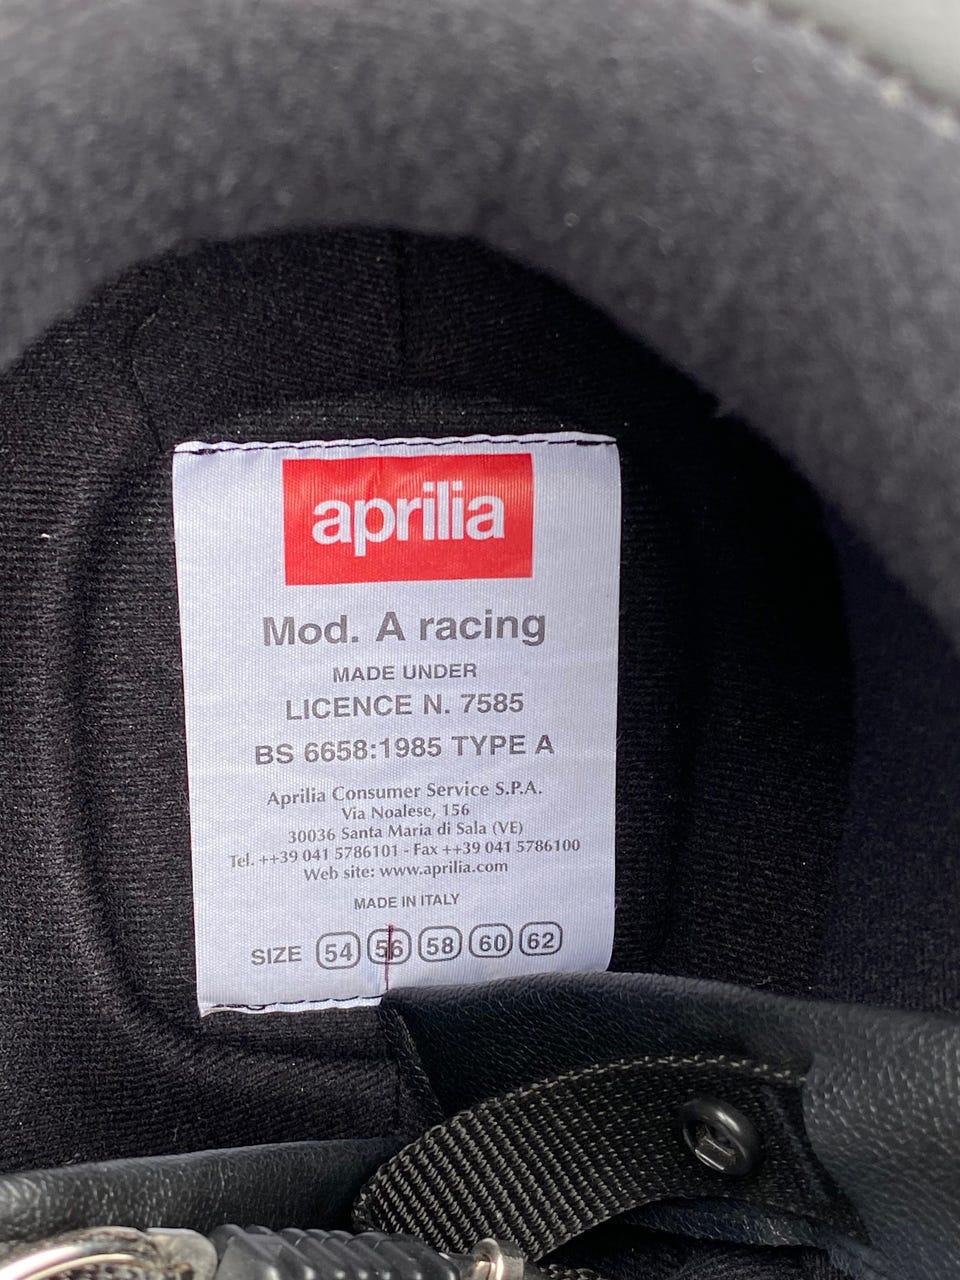 aprilia
Mod. A racing
MADE UNDER
LICENCE N. 7585
BS 6658:1985 TYPE A
Aprilia Consumer Service S.P.A.
Via Noalese, 156
30036 Santa Maria di Sala (VE)
Tel. ++39 041 5786101 - Fax ++39 041 5786100
Web site: www.aprilia.com
MADE IN ITALY
SIZE 54 56 58 60 62